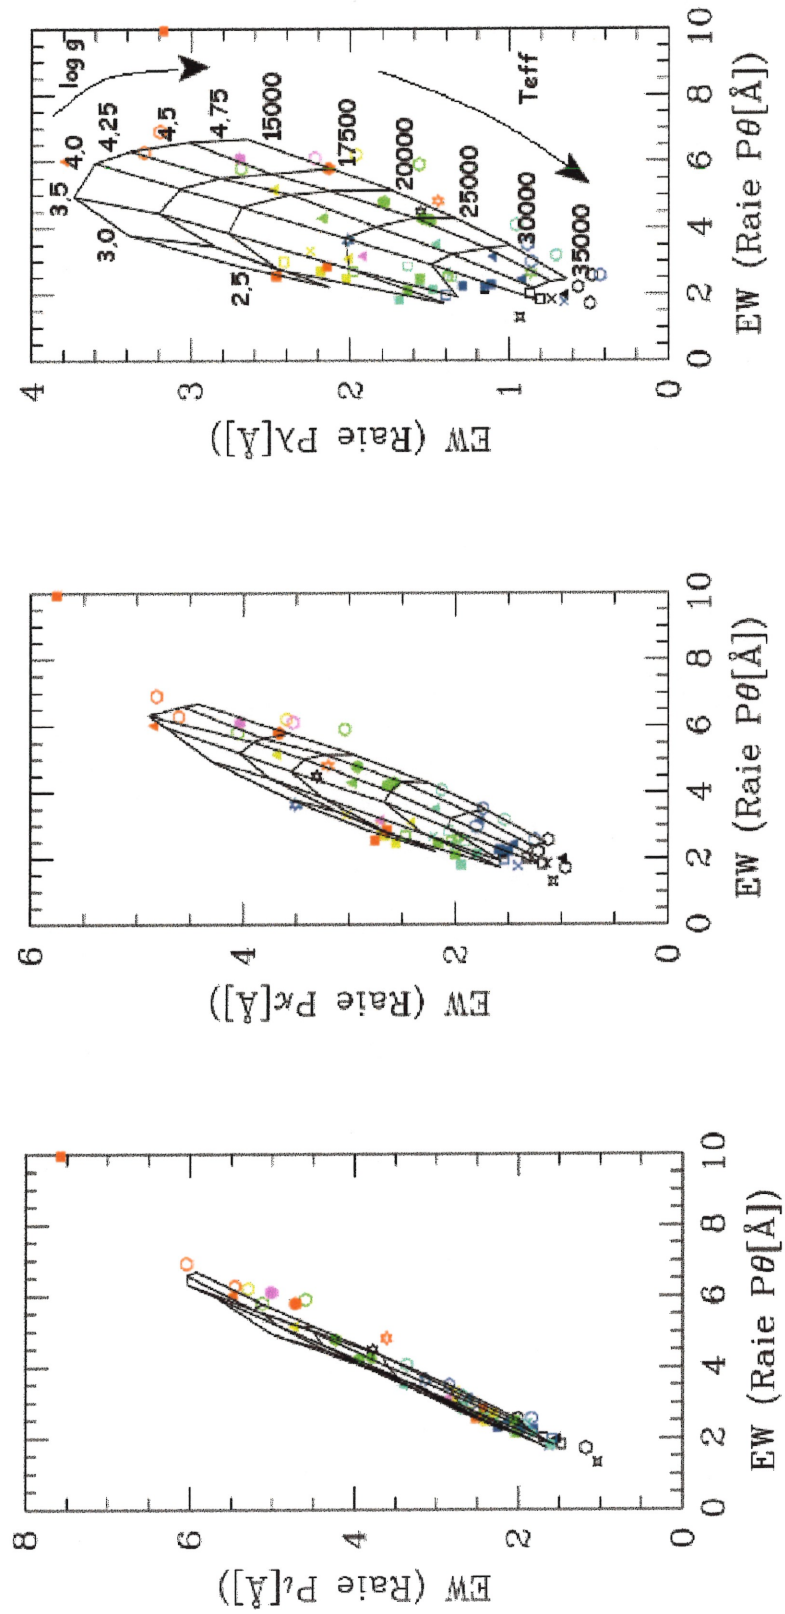 8
6
4
2
0
EW (Raie Pι[Å])
0 2 4 6 8 10
EW (Raie Pθ[Å])
6
4
2
0
EW (Raie Pκ[Å])
0 2 4 6 8 10
EW (Raie Pθ[Å])
4
3
2
1
0
EW (Raie Pλ[Å])
0 2 4 6 8 10
EW (Raie Pθ[Å])
log g
2,5
3,0
3,5
4,0
4,25
4,5
4,75
15000
17500
20000
25000
30000
35000
Teff